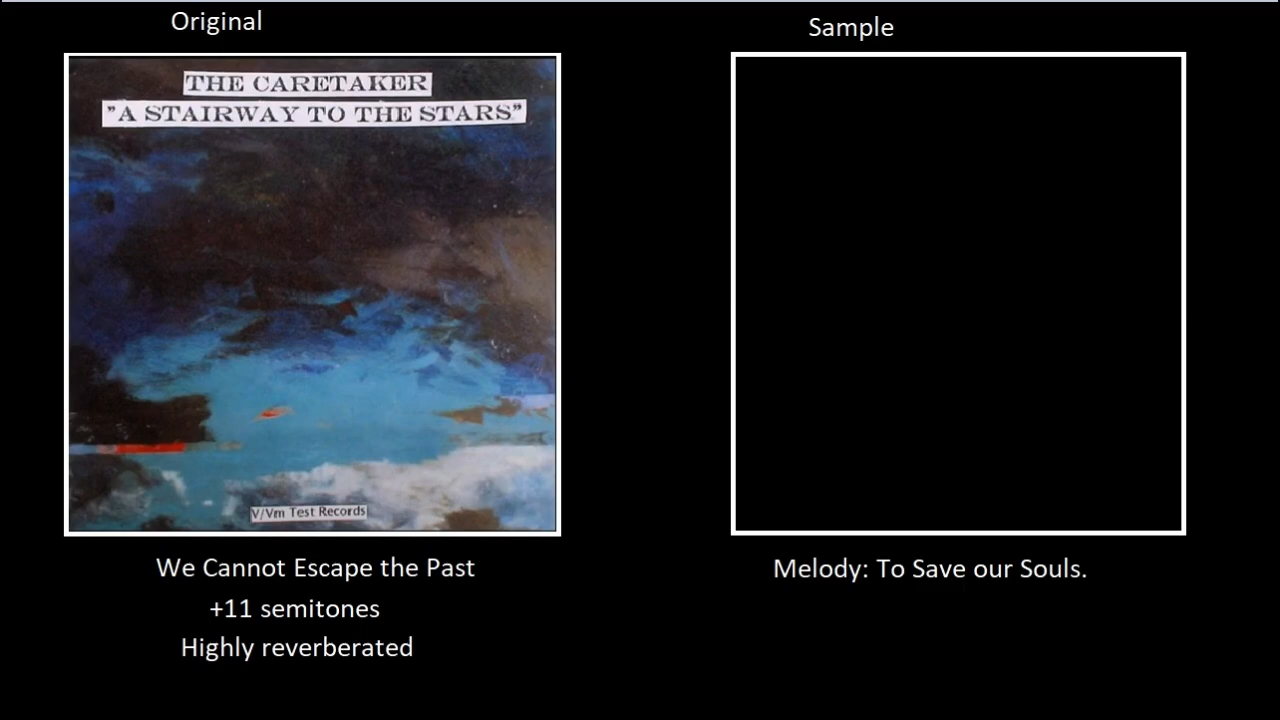 Original
THE CARETAKER
"A STAIRWAY TO THE STARS"
V/Vm Test Records
We Cannot Escape the Past
+11 semitones
Highly reverberated
Sample
Melody: To Save our Souls.